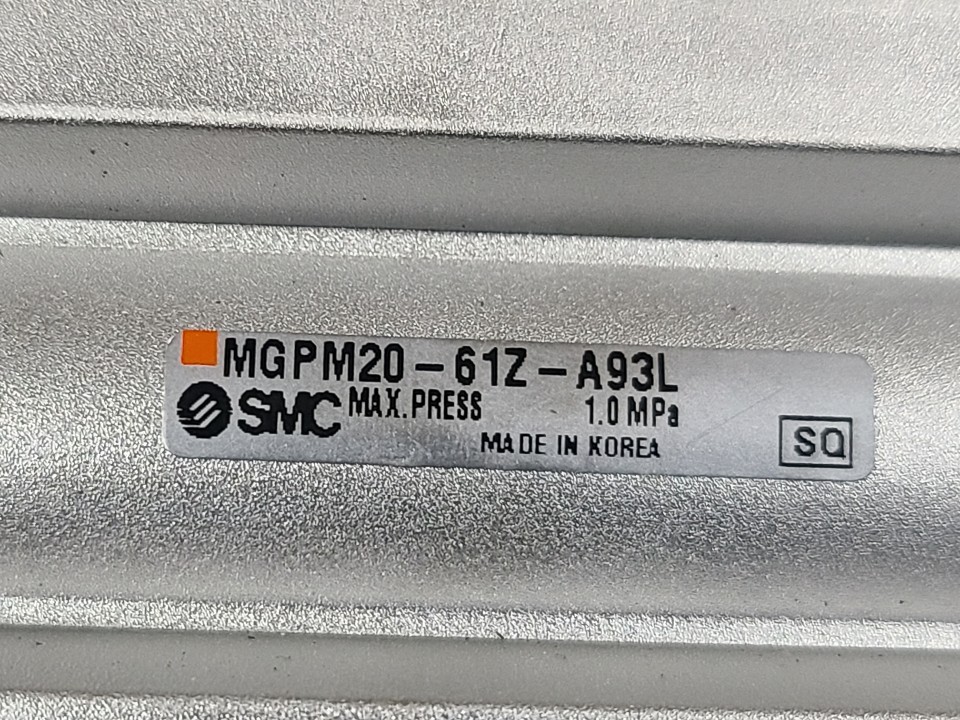 MGPM20-61Z-A93L
SMC MAX.PRESS 1.0 MPa
MADE IN KOREA
SQ